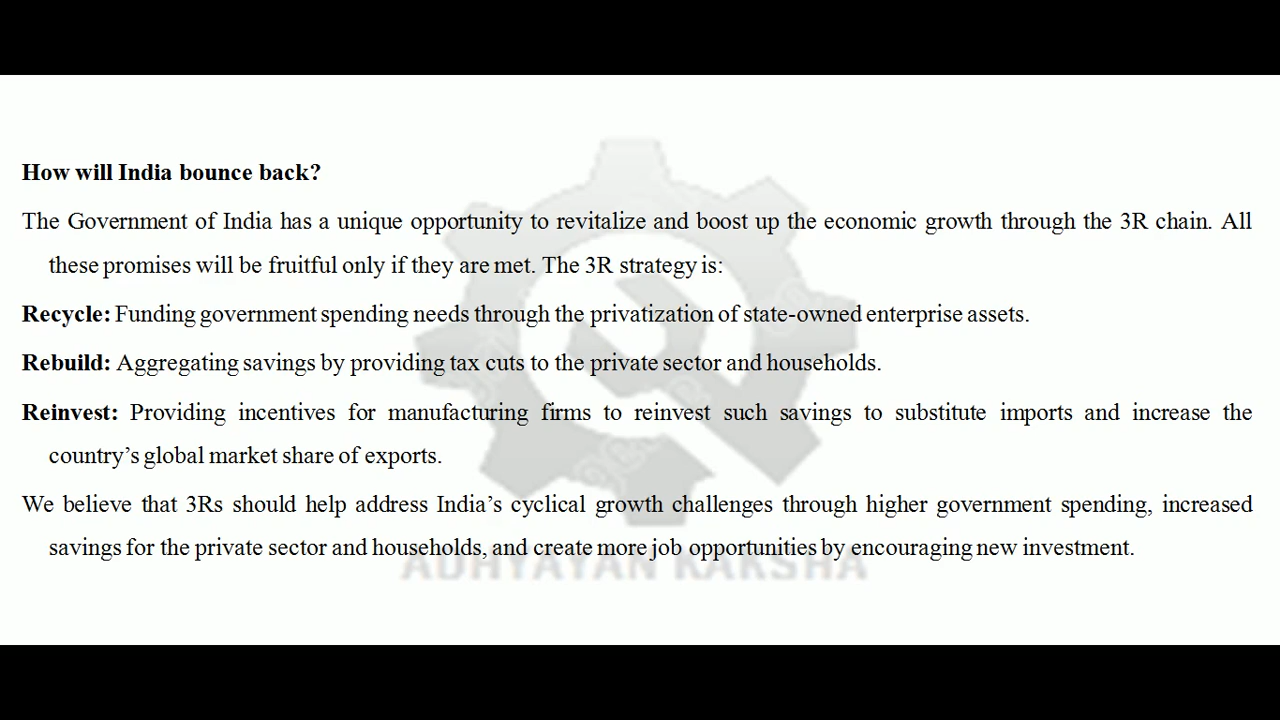 How will India bounce back?
The Government of India has a unique opportunity to revitalize and boost up the economic growth through the 3R chain. All
these promises will be fruitful only if they are met. The 3R strategy is:
Recycle: Funding government spending needs through the privatization of state-owned enterprise assets.
Rebuild: Aggregating savings by providing tax cuts to the private sector and households.
Reinvest: Providing incentives for manufacturing firms to reinvest such savings to substitute imports and increase the
country’s global market share of exports.
We believe that 3Rs should help address India’s cyclical growth challenges through higher government spending, increased
savings for the private sector and households, and create more job opportunities by encouraging new investment.
ADHYAYAN KAKSHA